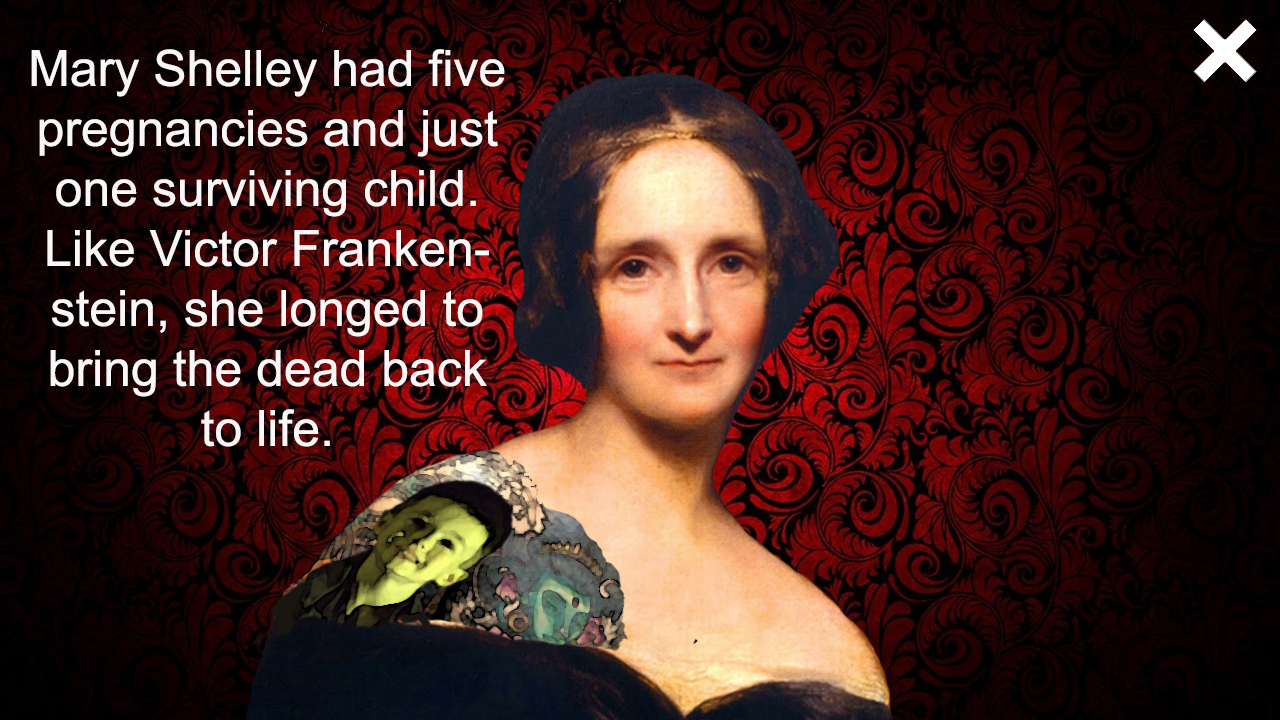 Mary Shelley had five
pregnancies and just
one surviving child.
Like Victor Franken-
stein, she longed to
bring the dead back
to life.